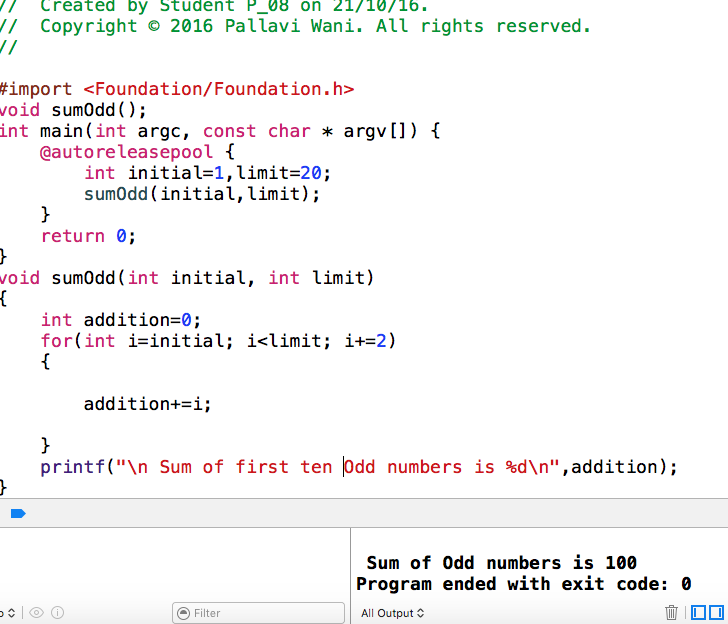 //  Created by Student P_08 on 21/10/16.
//  Copyright © 2016 Pallavi Wani. All rights reserved.
//
#import <Foundation/Foundation.h>
void sumOdd();
int main(int argc, const char * argv[]) {
    @autoreleasepool {
        int initial=1,limit=20;
        sumOdd(initial,limit);
    }
    return 0;
}
void sumOdd(int initial, int limit)
{
    int addition=0;
    for(int i=initial; i<limit; i+=2)
    {
        addition+=i;
    }
    printf("\n Sum of first ten Odd numbers is %d\n",addition);
}
Sum of Odd numbers is 100
Program ended with exit code: 0
Filter
All Output